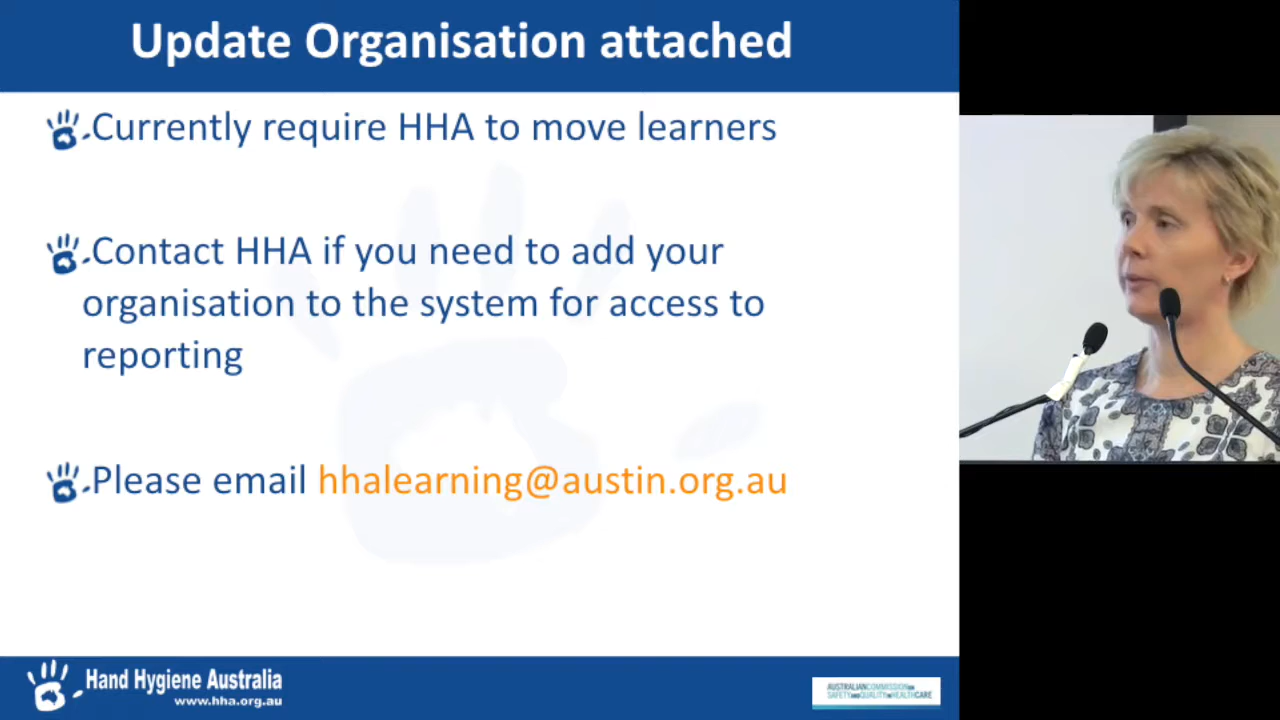 Update Organisation attached
Currently require HHA to move learners
Contact HHA if you need to add your
organisation to the system for access to
reporting
Please email hhalearning@austin.org.au
Hand Hygiene Australia
www.hha.org.au
AUSTRALIANCOMMISSIONON
SAFETYANDQUALITYINHEALTHCARE